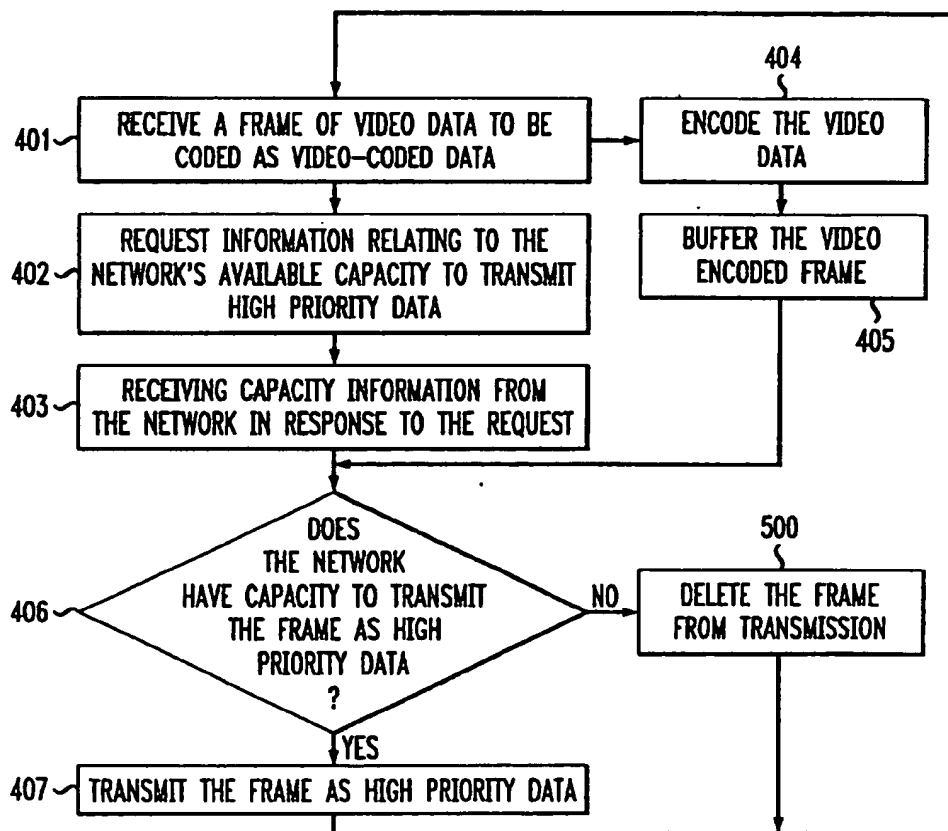 404
401
RECEIVE A FRAME OF VIDEO DATA TO BE
CODED AS VIDEO-CODED DATA
ENCODE THE VIDEO
DATA
402
REQUEST INFORMATION RELATING TO THE
NETWORK'S AVAILABLE CAPACITY TO TRANSMIT
HIGH PRIORITY DATA
BUFFER THE VIDEO
ENCODED FRAME
405
403
RECEIVING CAPACITY INFORMATION FROM
THE NETWORK IN RESPONSE TO THE REQUEST
406
DOES
THE NETWORK
HAVE CAPACITY TO TRANSMIT
THE FRAME AS HIGH
PRIORITY DATA
?
NO
500
DELETE THE FRAME
FROM TRANSMISSION
YES
407
TRANSMIT THE FRAME AS HIGH PRIORITY DATA